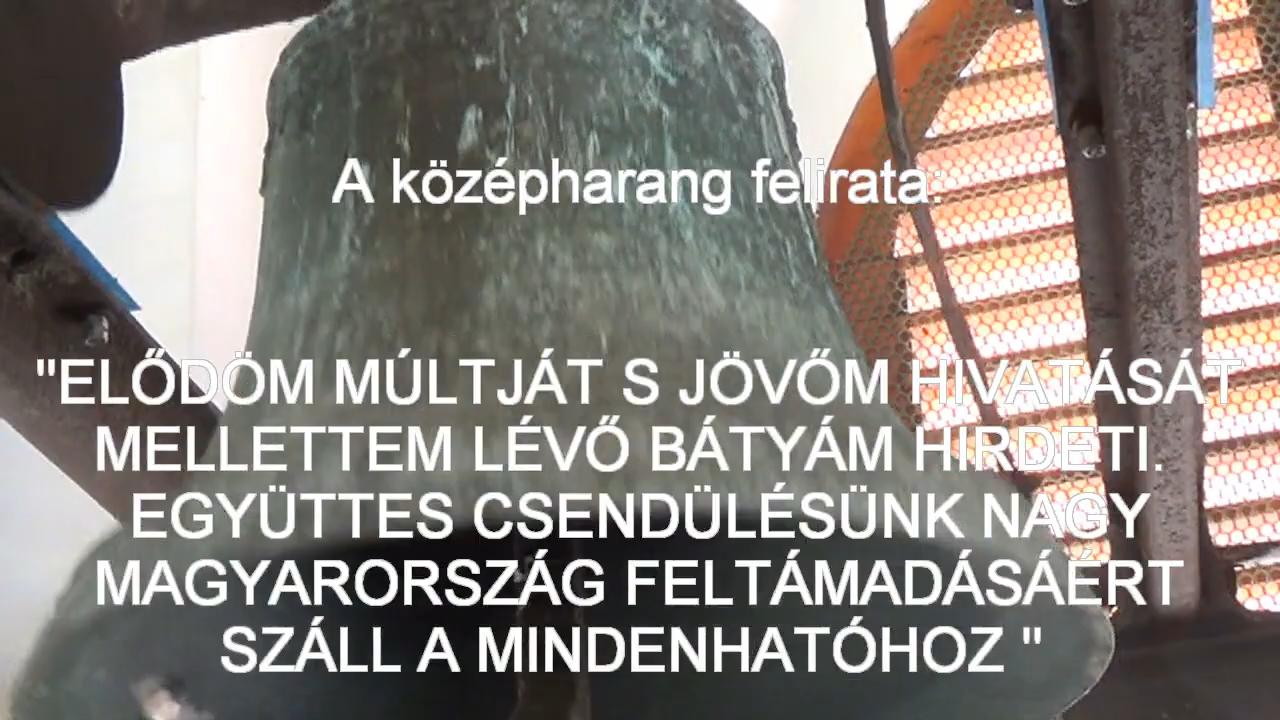 A középharang felirata:
"ELŐDÖM MÚLTJÁT S JÖVŐM HIVATÁSÁT
MELLETTEM LÉVŐ BÁTYÁM HIRDETI.
EGYÜTTES CSENDÜLÉSÜNK NAGY
MAGYARORSZÁG FELTÁMADÁSÁÉRT
SZÁLL A MINDENHATÓHOZ "